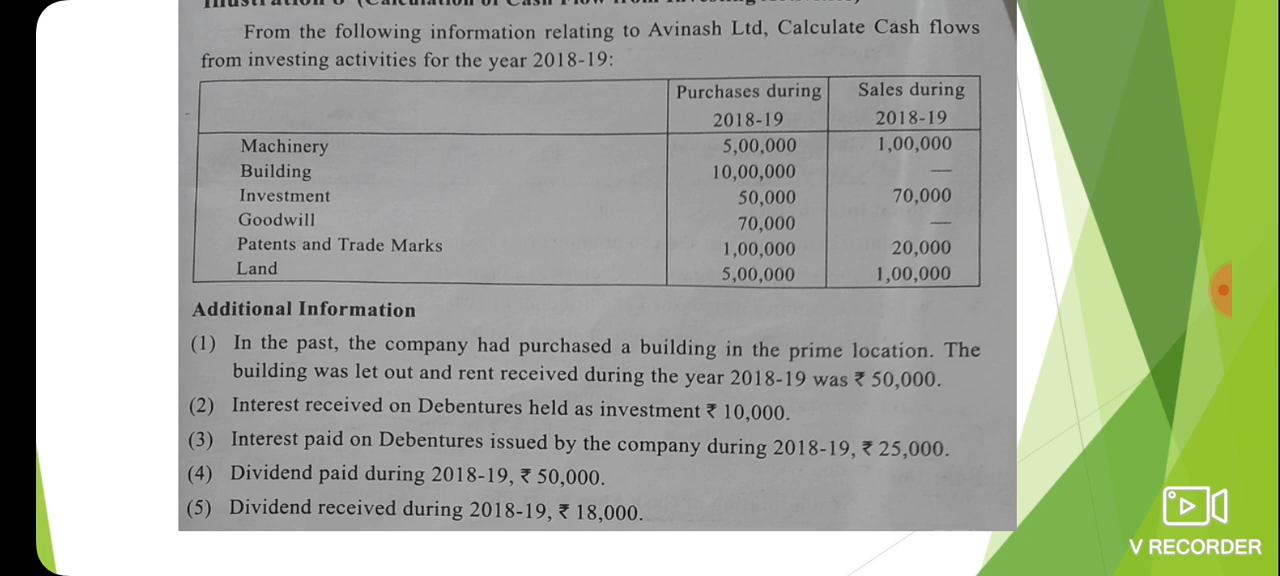 From the following information relating to Avinash Ltd, Calculate Cash flows
from investing activities for the year 2018-19:
Purchases during Sales during
2018-19 2018-19
Machinery 5,00,000 1,00,000
Building 10,00,000 —
Investment 50,000 70,000
Goodwill 70,000 —
Patents and Trade Marks 1,00,000 20,000
Land 5,00,000 1,00,000
Additional Information
(1) In the past, the company had purchased a building in the prime location. The
building was let out and rent received during the year 2018-19 was ₹ 50,000.
(2) Interest received on Debentures held as investment ₹ 10,000.
(3) Interest paid on Debentures issued by the company during 2018-19, ₹ 25,000.
(4) Dividend paid during 2018-19, ₹ 50,000.
(5) Dividend received during 2018-19, ₹ 18,000.
V RECORDER